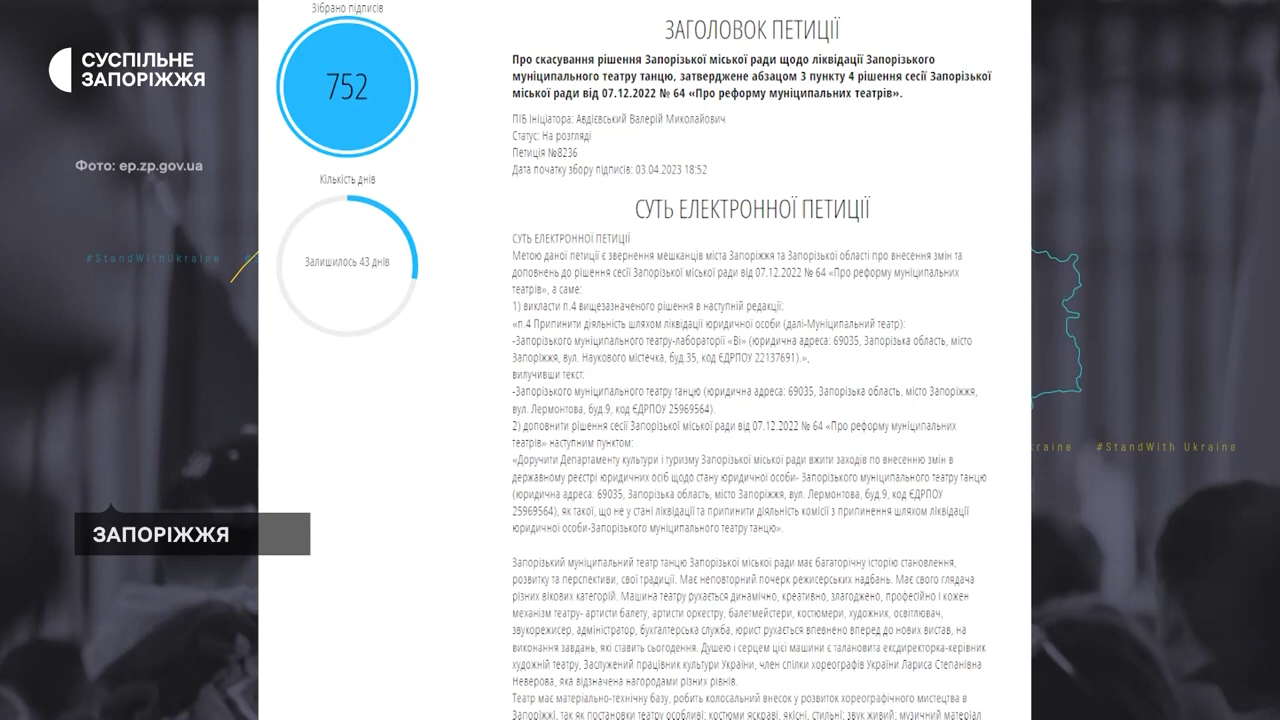 СУСПІЛЬНЕ
ЗАПОРІЖЖЯ
Фото: ep.zp.gov.ua
#StandWithUkraine
ЗАПОРІЖЖЯ
Зібрано підписів
752
Кількість днів
Залишилось 43 днів
ЗАГОЛОВОК ПЕТИЦІЇ
Про скасування рішення Запорізької міської ради щодо ліквідації Запорізького
муніципального театру танцю, затверджене абзацом 3 пункту 4 рішення сесії Запорізької
міської ради від 07.12.2022 № 64 «Про реформу муніципальних театрів».
ПІБ ініціатора: Авдієвський Валерій Миколайович
Статус: На розгляді
Петиція №8236
Дата початку збору підписів: 03.04.2023 18:52
СУТЬ ЕЛЕКТРОННОЇ ПЕТИЦІЇ
СУТЬ ЕЛЕКТРОННОЇ ПЕТИЦІЇ
Метою даної петиції є звернення мешканців міста Запоріжжя та Запорізької області про внесення змін та
доповнень до рішення сесії Запорізької міської ради від 07.12.2022 № 64 «Про реформу муніципальних
театрів», а саме:
1) викласти п.4 вищезазначеного рішення в наступній редакції:
«п.4 Припинити діяльність шляхом ліквідації юридичної особи (далі-Муніципальний театр):
-Запорізького муніципального театру-лабораторії «Ві» (юридична адреса: 69035, Запорізька область, місто
Запоріжжя, вул. Наукового містечка, буд.35, код ЄДРПОУ 22137691).»,
вилучивши текст:
-Запорізького муніципального театру танцю (юридична адреса: 69035, Запорізька область, місто Запоріжжя,
вул. Лермонтова, буд.9, код ЄДРПОУ 25969564).
2) доповнити рішення сесії Запорізької міської ради від 07.12.2022 № 64 «Про реформу муніципальних
театрів» наступним пунктом:
«Доручити Департаменту культури і туризму Запорізької міської ради вжити заходів по внесенню змін в
державному реєстрі юридичних осіб щодо стану юридичної особи- Запорізького муніципального театру танцю
(юридична адреса: 69035, Запорізька область, місто Запоріжжя, вул. Лермонтова, буд.9, код ЄДРПОУ
25969564), як такої, що не у стані ліквідації та припинити діяльність комісії з припинення шляхом ліквідації
юридичної особи-Запорізького муніципального театру танцю».
Запорізький муніципальний театр танцю Запорізької міської ради має багаторічну історію становлення,
розвитку та перспективи, свої традиції. Має неповторний почерк режисерських надбань. Має свого глядача
різних вікових категорій. Машина театру рухається динамічно, креативно, злагоджено, професійно і кожен
механізм театру- артисти балету, артисти оркестру, балетмейстери, костюмери, художник, освітлювач,
звукорежисер, адміністратор, бухгалтерська служба, юрист рухається впевнено вперед до нових вистав, на
виконання завдань, які ставить сьогодення. Душею і серцем цієї машини є талановита ексдиректорка-керівник
художній театру, Заслужений працівник культури України, член спілки хореографів України Лариса Степанівна
Неверова, яка відзначена нагородами різних рівнів.
Театр має матеріально-технічну базу, робить колосальний внесок у розвиток хореографічного мистецтва в
Запоріжжі, так як постановки театру особливі: костюми яскраві, якісні, стильні; звук живий; музичний матеріал
raine #StandWith Ukraine